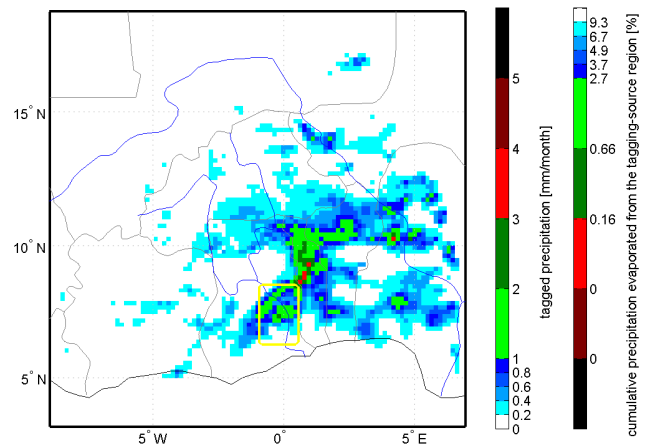 15° N
10° N
5° N
5° W
0°
5° E
5
4
3
2
1
0.8
0.6
0.4
0.2
0
tagged precipitation [mm/month]
9.3
6.7
4.9
3.7
2.7
0.66
0.16
0
0
cumulative precipitation evaporated from the tagging-source region [%]